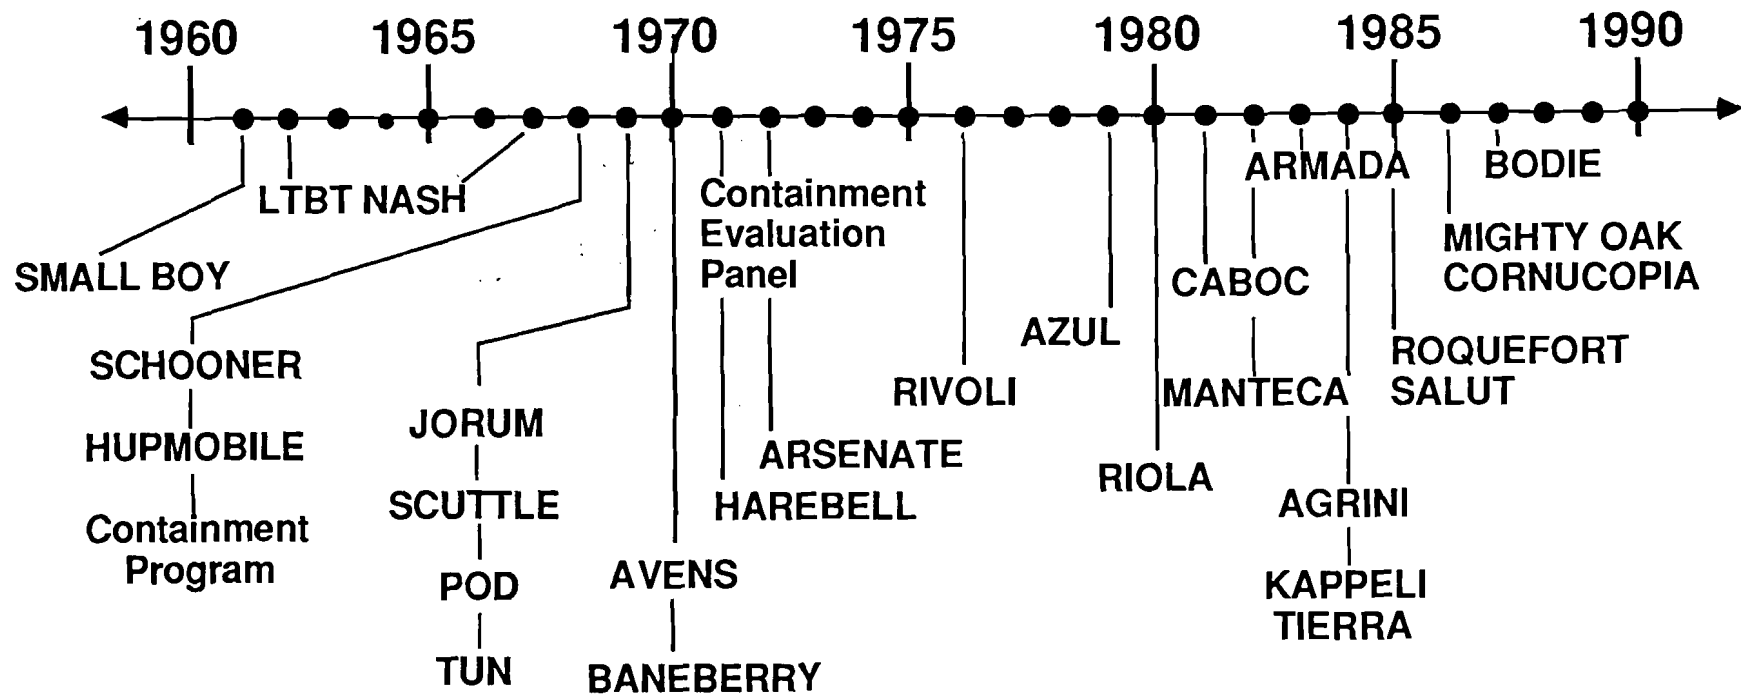 1960 1965 1970 1975 1980 1985 1990
ARMADA BODIE
LTBT NASH
Containment
Evaluation
Panel
SMALL BOY
MIGHTY OAK
CORNUCOPIA
CABOC
AZUL
SCHOONER
ROQUEFORT
SALUT
RIVOLI
MANTECA
JORUM
HUPMOBILE
ARSENATE
RIOLA
SCUTTLE
HAREBELL
AGRINI
Containment
Program
POD
AVENS
KAPPELI
TIERRA
TUN
BANEBERRY